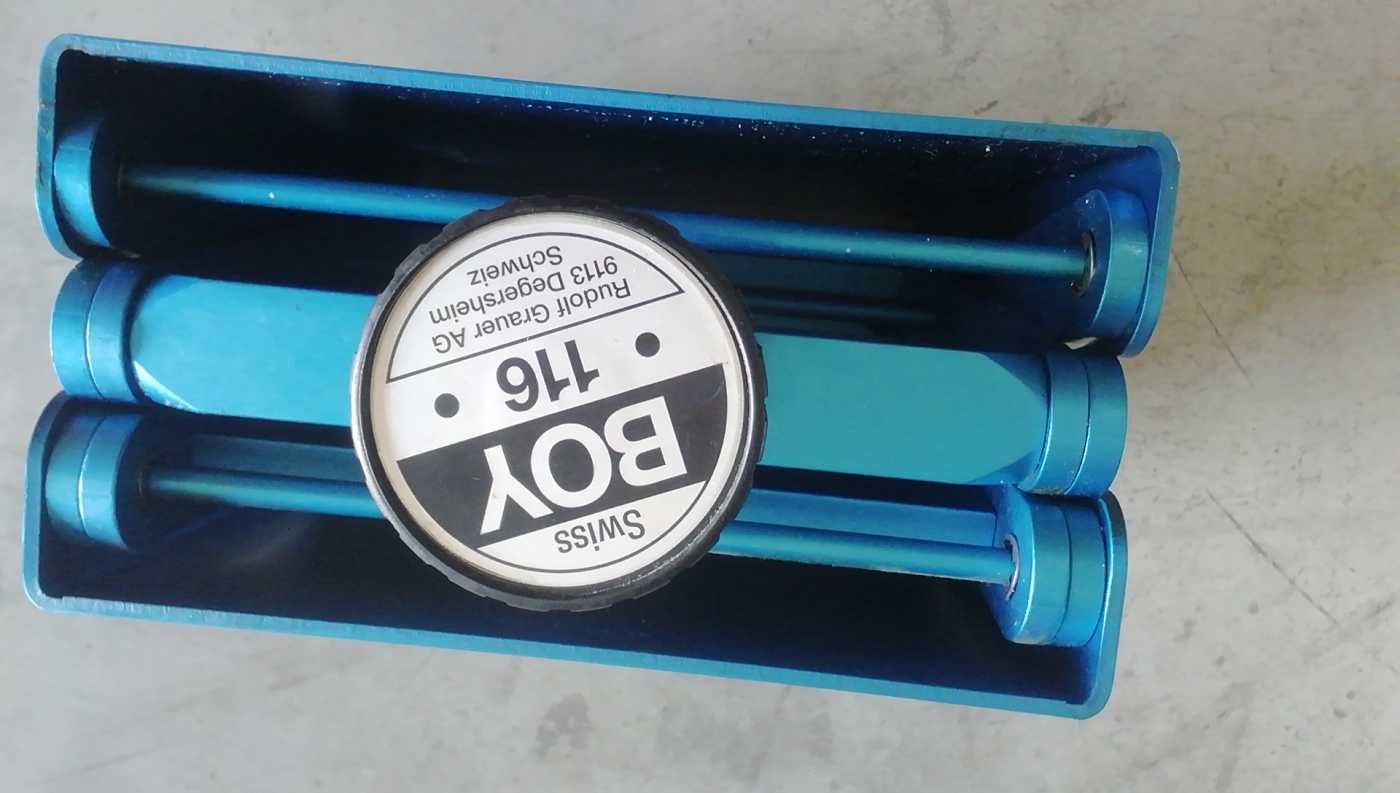 Swiss
BOY
• 116 •
Rudolf Grauer AG
9113 Degersheim
Schweiz